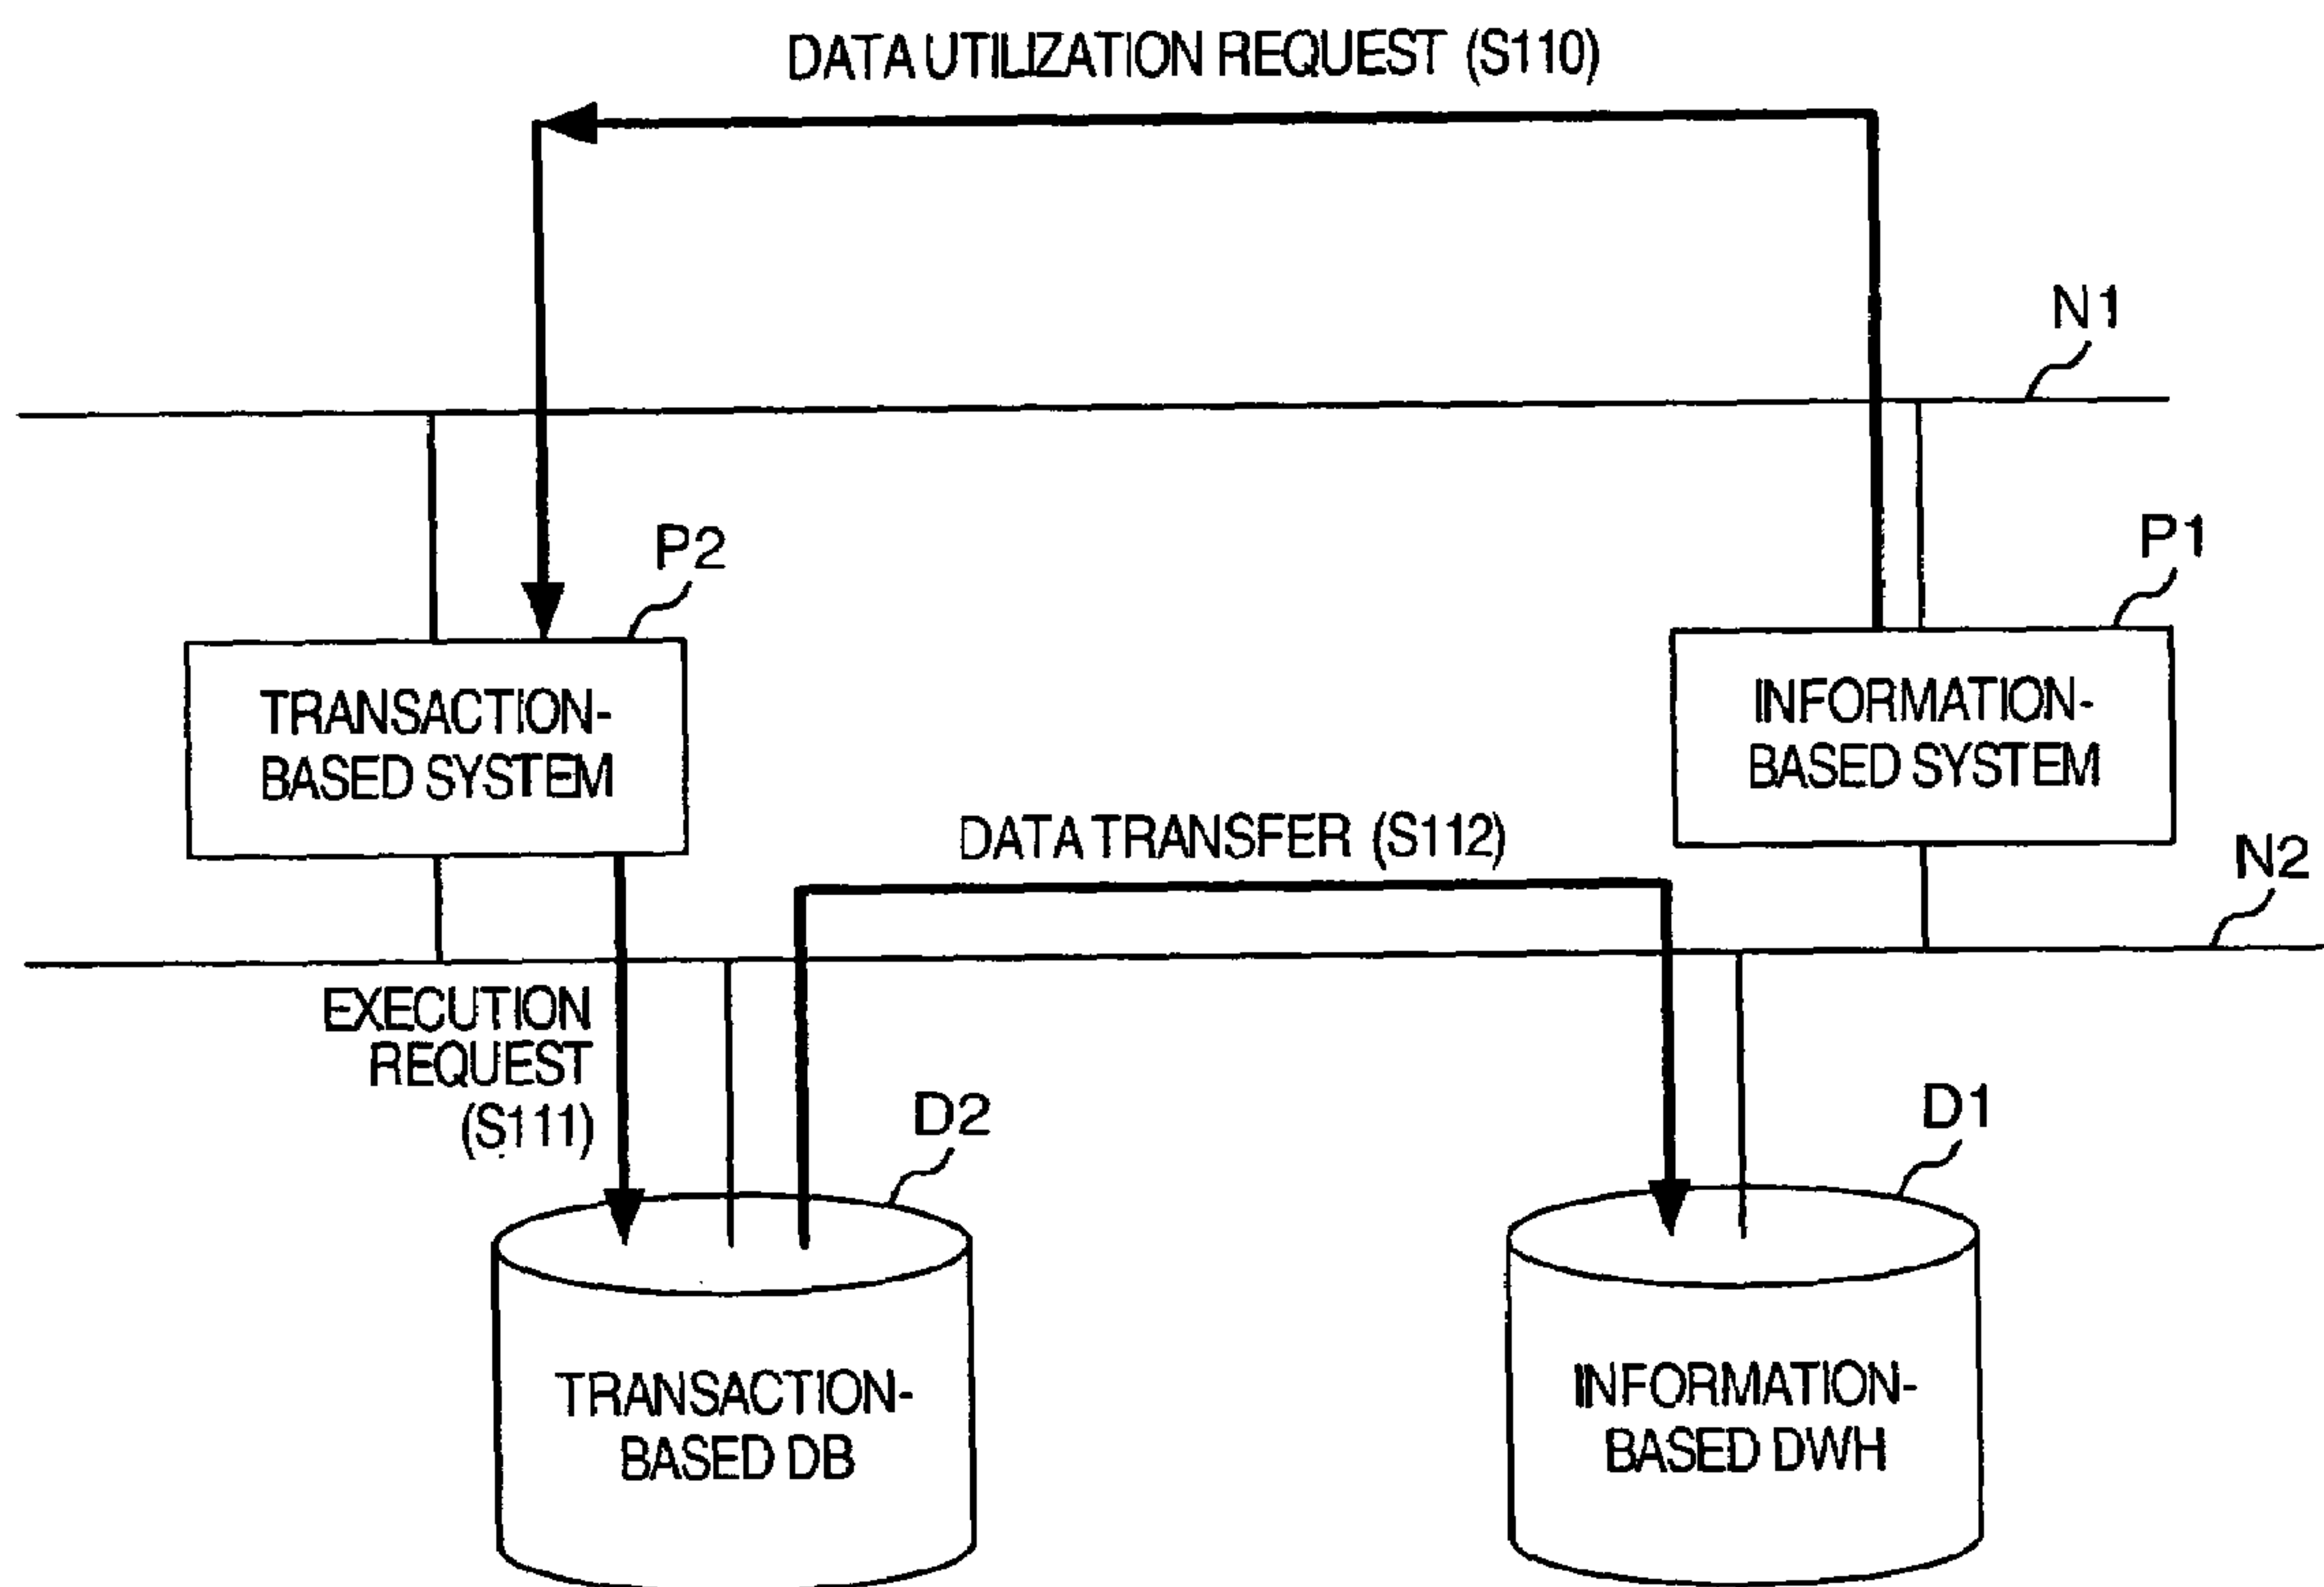 DATA UTILIZATION REQUEST (S110)
N1
P2
P1
TRANSACTION-
BASED SYSTEM
INFORMATION-
BASED SYSTEM
DATA TRANSFER (S112)
N2
EXECUTION
REQUEST
(S111)
D2
D1
TRANSACTION-
BASED DB
INFORMATION-
BASED DWH